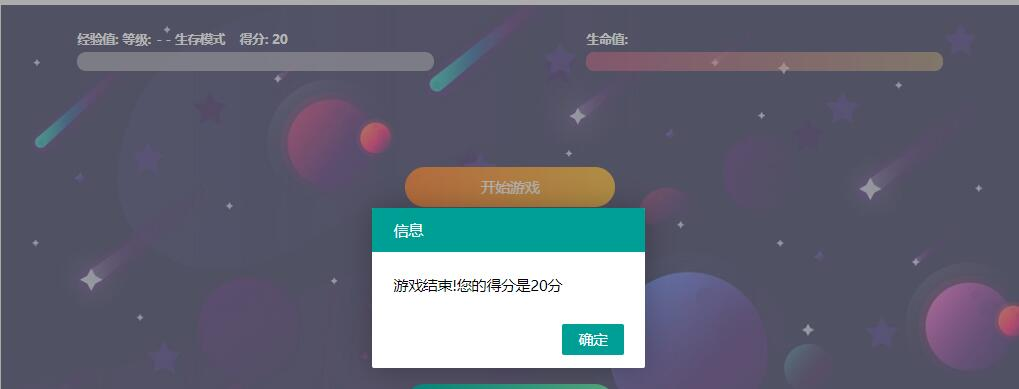 经验值: 等级: - - 生存模式 得分: 20
生命值:
开始游戏
信息
游戏结束!您的得分是20分
确定